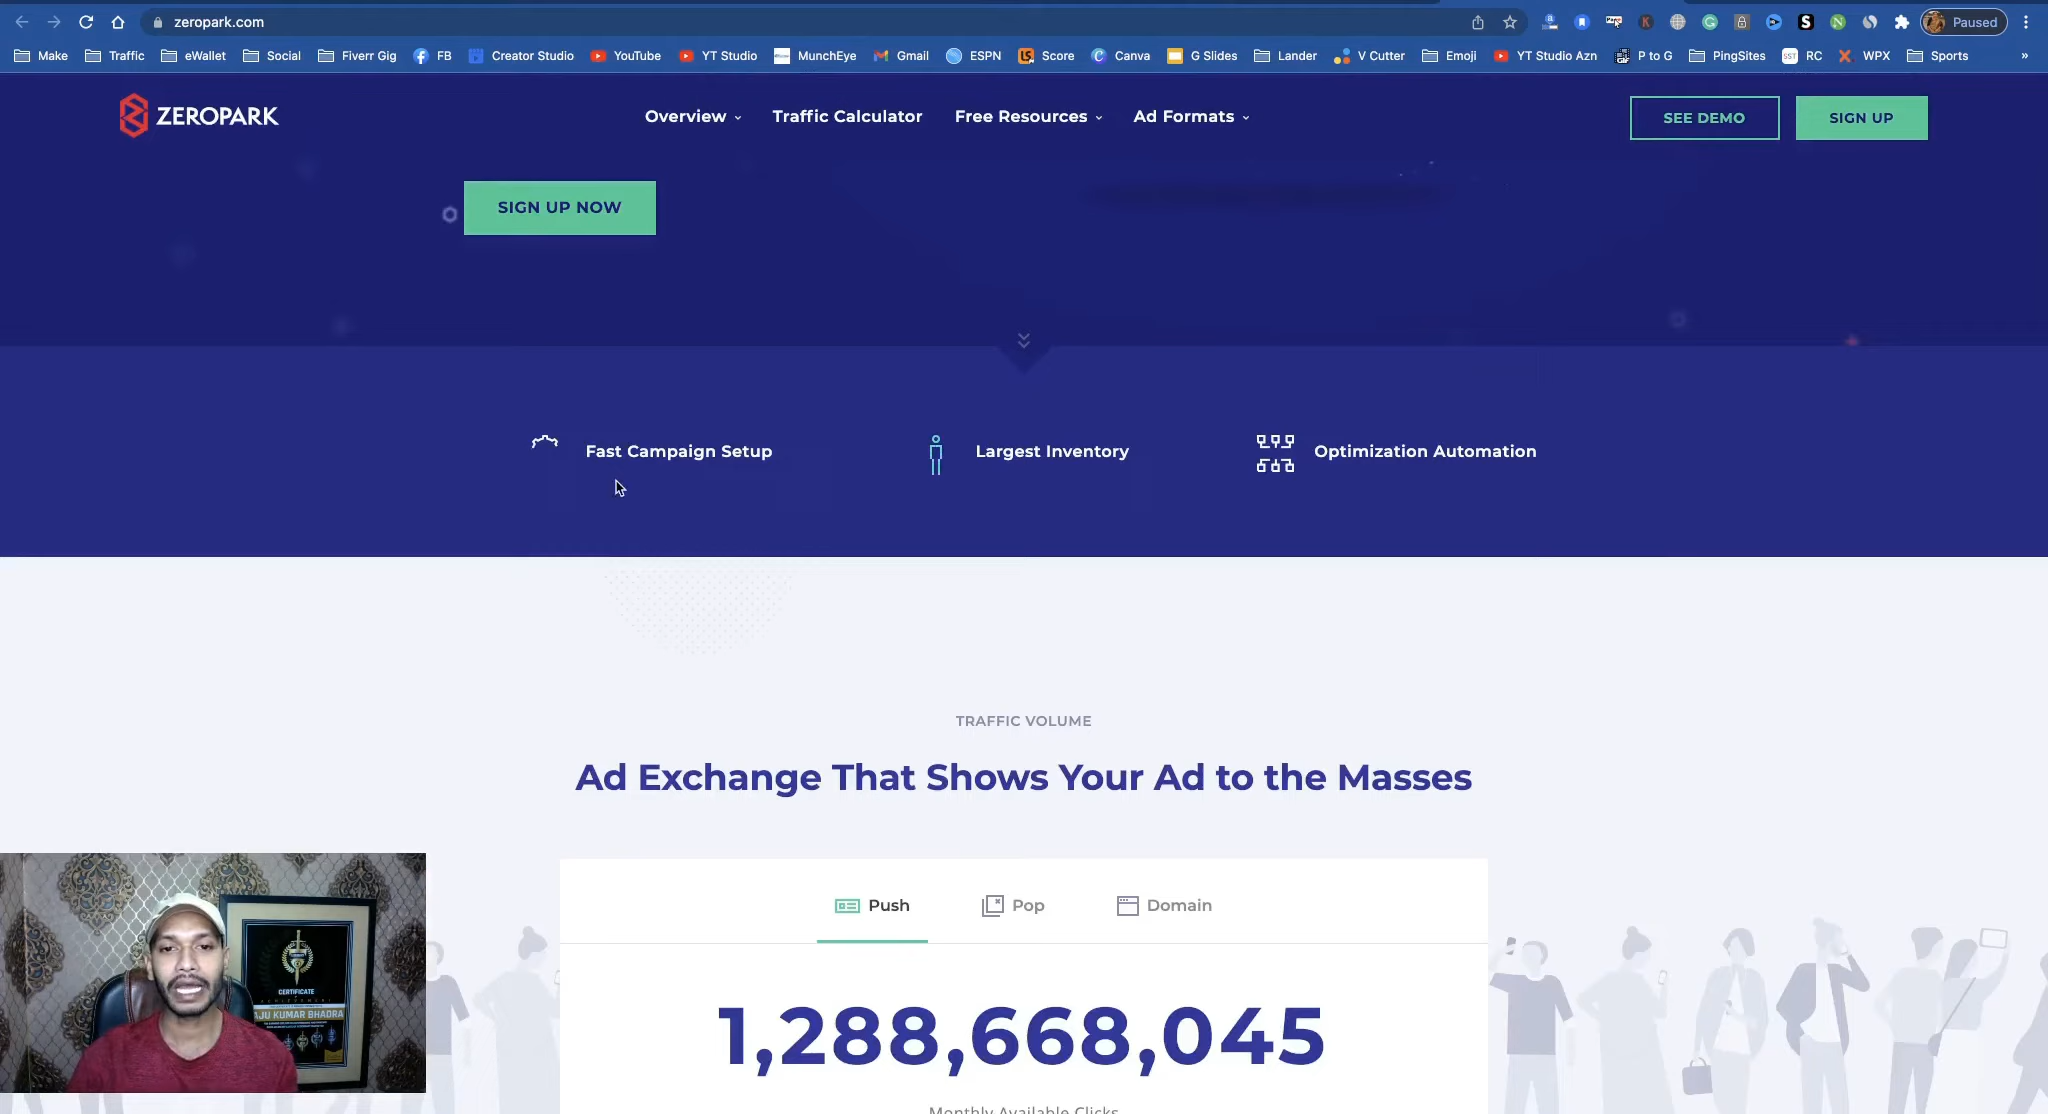 zeropark.com
Paused
Make Traffic eWallet Social Fiverr Gig FB Creator Studio YouTube YT Studio MunchEye Gmail ESPN Score Canva G Slides Lander V Cutter Emoji YT Studio Azn P to G PingSites RC WPX Sports »
ZEROPARK
Overview Traffic Calculator Free Resources Ad Formats
SEE DEMO SIGN UP
SIGN UP NOW
Fast Campaign Setup Largest Inventory Optimization Automation
TRAFFIC VOLUME
Ad Exchange That Shows Your Ad to the Masses
Push Pop Domain
1,288,668,045
Monthly Available Clicks
CERTIFICATE
AJU KUMAR BHADRA